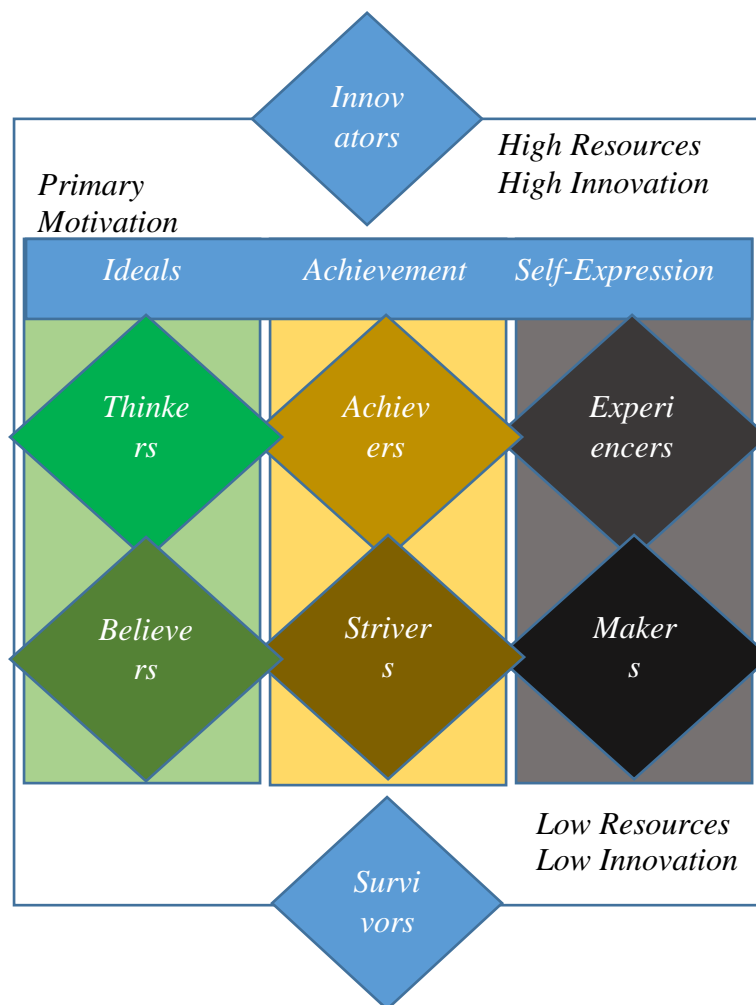 Innov
ators
High Resources
High Innovation
Primary
Motivation
Ideals
Achievement
Self-Expression
Thinke
rs
Achiev
ers
Experi
encers
Believe
rs
Striver
s
Maker
s
Low Resources
Low Innovation
Survi
vors